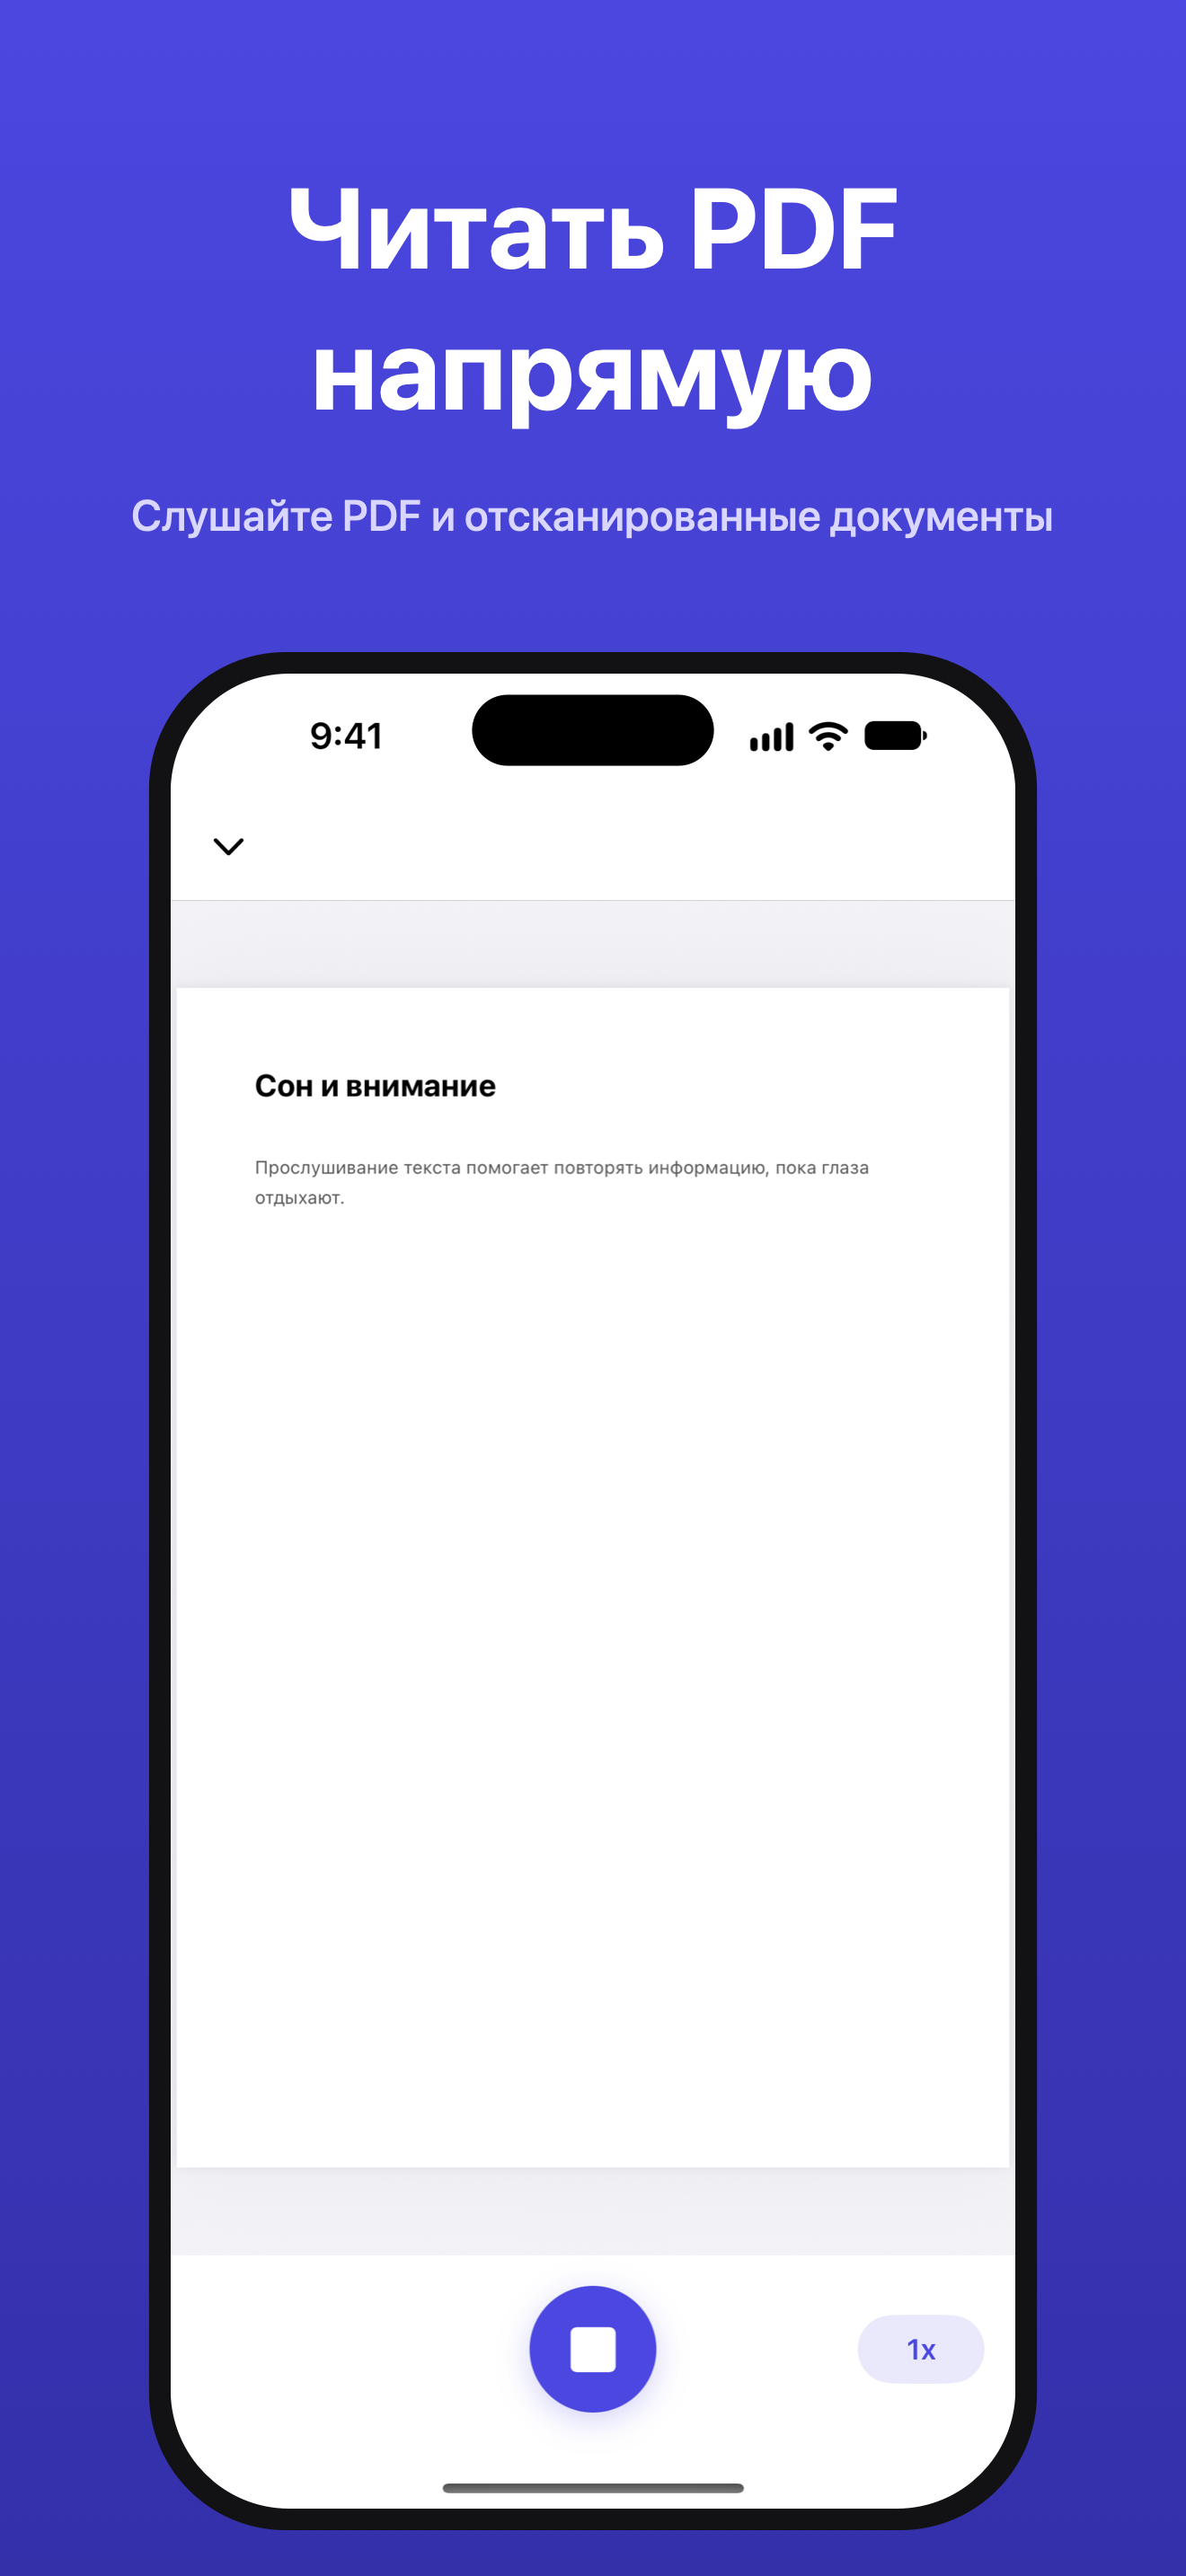 Читать PDF
напрямую
Слушайте PDF и отсканированные документы
9:41
Сон и внимание
Прослушивание текста помогает повторять информацию, пока глаза
отдыхают.
1x